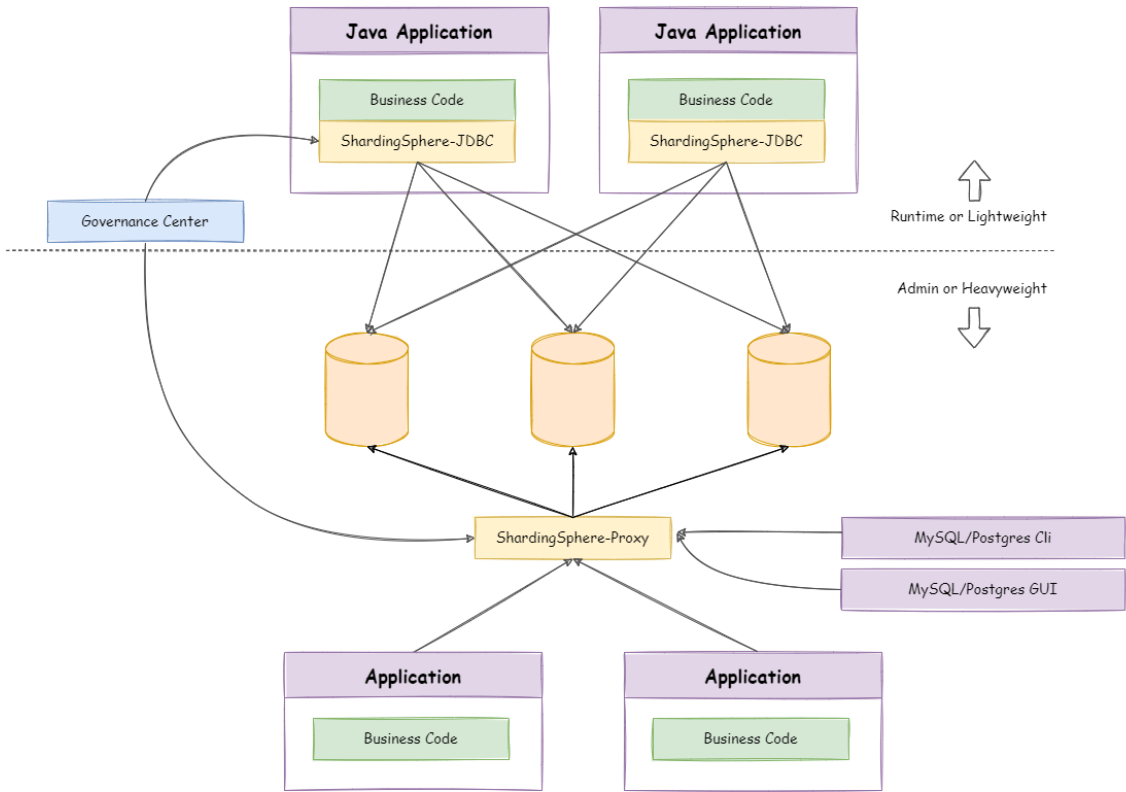 Java Application
Java Application
Business Code
Business Code
ShardingSphere-JDBC
ShardingSphere-JDBC
Governance Center
Runtime or Lightweight
Admin or Heavyweight
ShardingSphere-Proxy
MySQL/Postgres Cli
MySQL/Postgres GUI
Application
Application
Business Code
Business Code